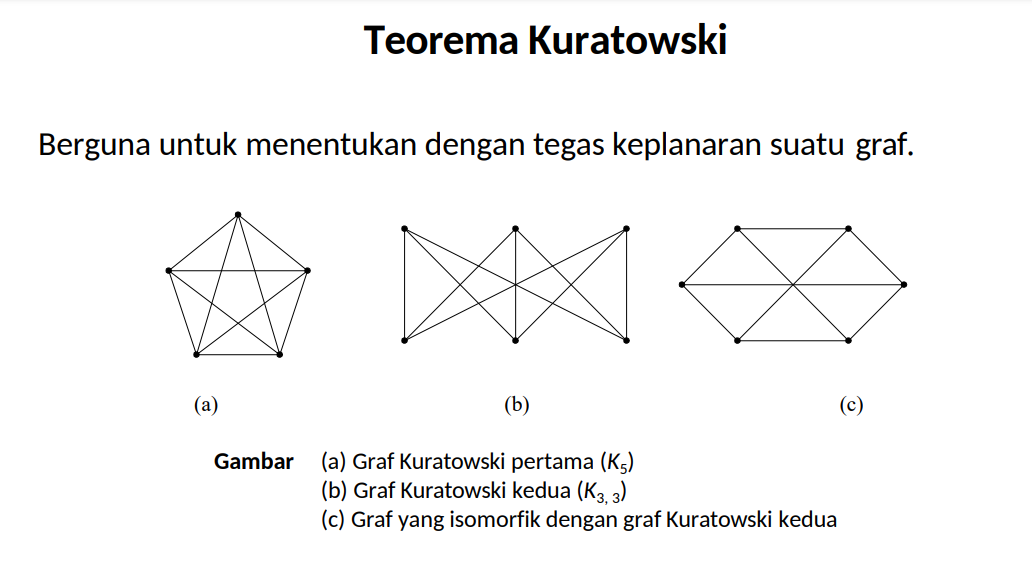 Teorema Kuratowski
Berguna untuk menentukan dengan tegas keplanaran suatu graf.
(a) (b) (c)
Gambar (a) Graf Kuratowski pertama (K5)
(b) Graf Kuratowski kedua (K3, 3)
(c) Graf yang isomorfik dengan graf Kuratowski kedua